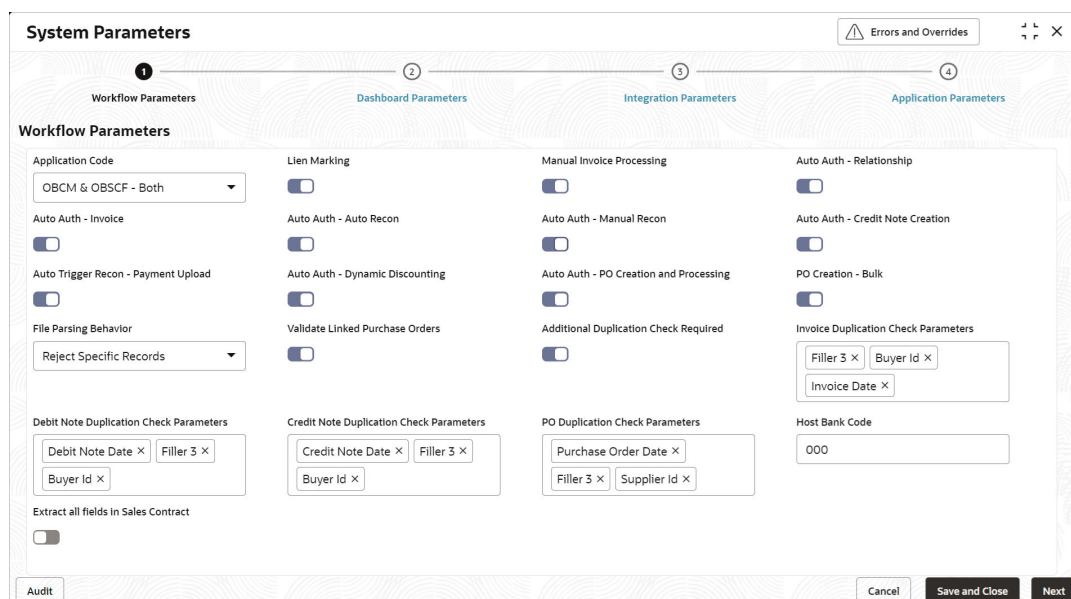 System Parameters
Errors and Overrides
1
2
3
4
Workflow Parameters
Dashboard Parameters
Integration Parameters
Application Parameters
Workflow Parameters
Application Code
Lien Marking
Manual Invoice Processing
Auto Auth - Relationship
OBCM & OBSCF - Both
Auto Auth - Invoice
Auto Auth - Auto Recon
Auto Auth - Manual Recon
Auto Auth - Credit Note Creation
Auto Trigger Recon - Payment Upload
Auto Auth - Dynamic Discounting
Auto Auth - PO Creation and Processing
PO Creation - Bulk
File Parsing Behavior
Validate Linked Purchase Orders
Additional Duplication Check Required
Invoice Duplication Check Parameters
Reject Specific Records
Filler 3 × Buyer Id ×
Invoice Date ×
Debit Note Duplication Check Parameters
Credit Note Duplication Check Parameters
PO Duplication Check Parameters
Host Bank Code
Debit Note Date × Filler 3 ×
Buyer Id ×
Credit Note Date × Filler 3 ×
Buyer Id ×
Purchase Order Date ×
Filler 3 × Supplier Id ×
000
Extract all fields in Sales Contract
Audit
Cancel
Save and Close
Next